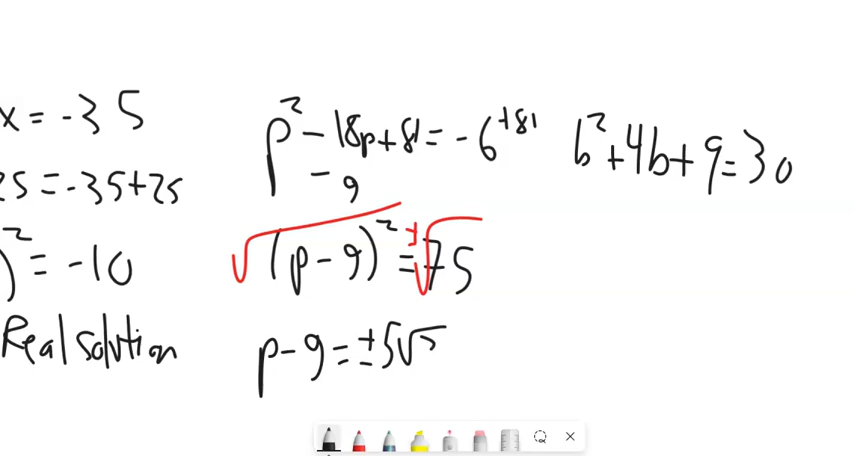 x = -35
25 = -35+25
)² = -10
Real solution
p² - 18p + 81 = -6 +81
- 9
√(p - 9)² = ±√75
p - 9 = ±5√3
b² + 4b + 9 = 30